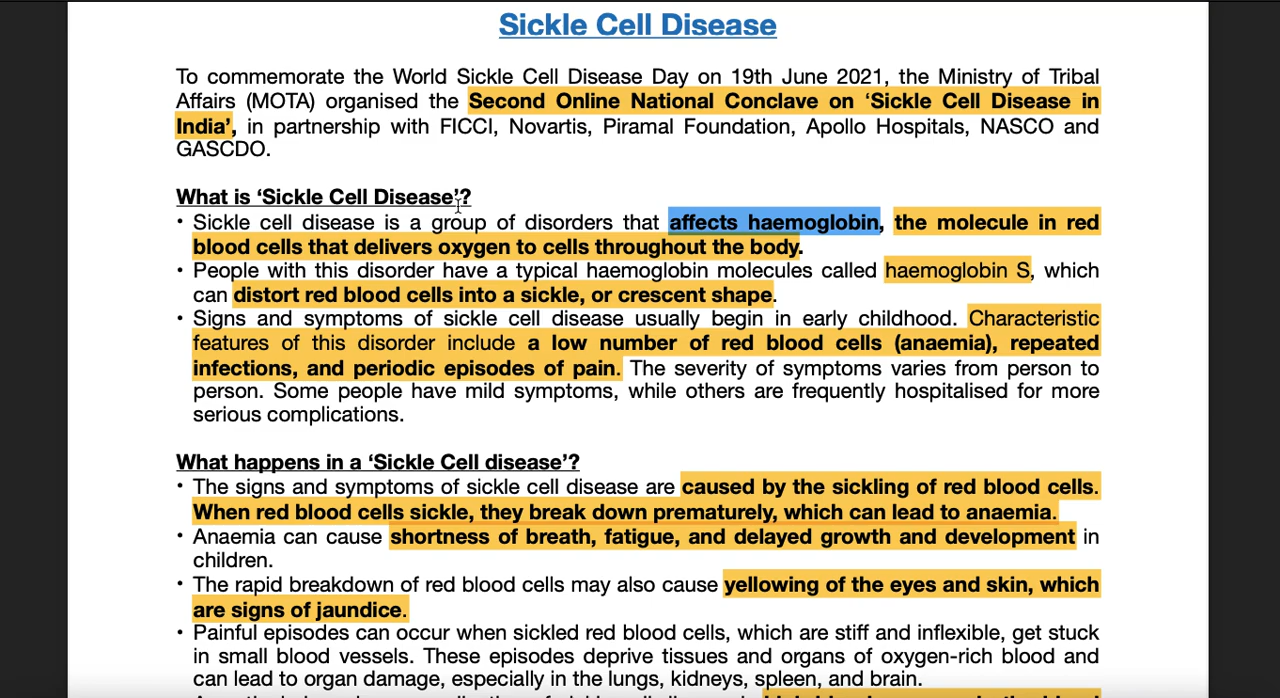 Sickle Cell Disease
To commemorate the World Sickle Cell Disease Day on 19th June 2021, the Ministry of Tribal
Affairs (MOTA) organised the Second Online National Conclave on ‘Sickle Cell Disease in
India’, in partnership with FICCI, Novartis, Piramal Foundation, Apollo Hospitals, NASCO and
GASCDO.
What is ‘Sickle Cell Disease’?
• Sickle cell disease is a group of disorders that affects haemoglobin, the molecule in red
blood cells that delivers oxygen to cells throughout the body.
• People with this disorder have a typical haemoglobin molecules called haemoglobin S, which
can distort red blood cells into a sickle, or crescent shape.
• Signs and symptoms of sickle cell disease usually begin in early childhood. Characteristic
features of this disorder include a low number of red blood cells (anaemia), repeated
infections, and periodic episodes of pain. The severity of symptoms varies from person to
person. Some people have mild symptoms, while others are frequently hospitalised for more
serious complications.
What happens in a ‘Sickle Cell disease’?
• The signs and symptoms of sickle cell disease are caused by the sickling of red blood cells.
When red blood cells sickle, they break down prematurely, which can lead to anaemia.
• Anaemia can cause shortness of breath, fatigue, and delayed growth and development in
children.
• The rapid breakdown of red blood cells may also cause yellowing of the eyes and skin, which
are signs of jaundice.
• Painful episodes can occur when sickled red blood cells, which are stiff and inflexible, get stuck
in small blood vessels. These episodes deprive tissues and organs of oxygen-rich blood and
can lead to organ damage, especially in the lungs, kidneys, spleen, and brain.